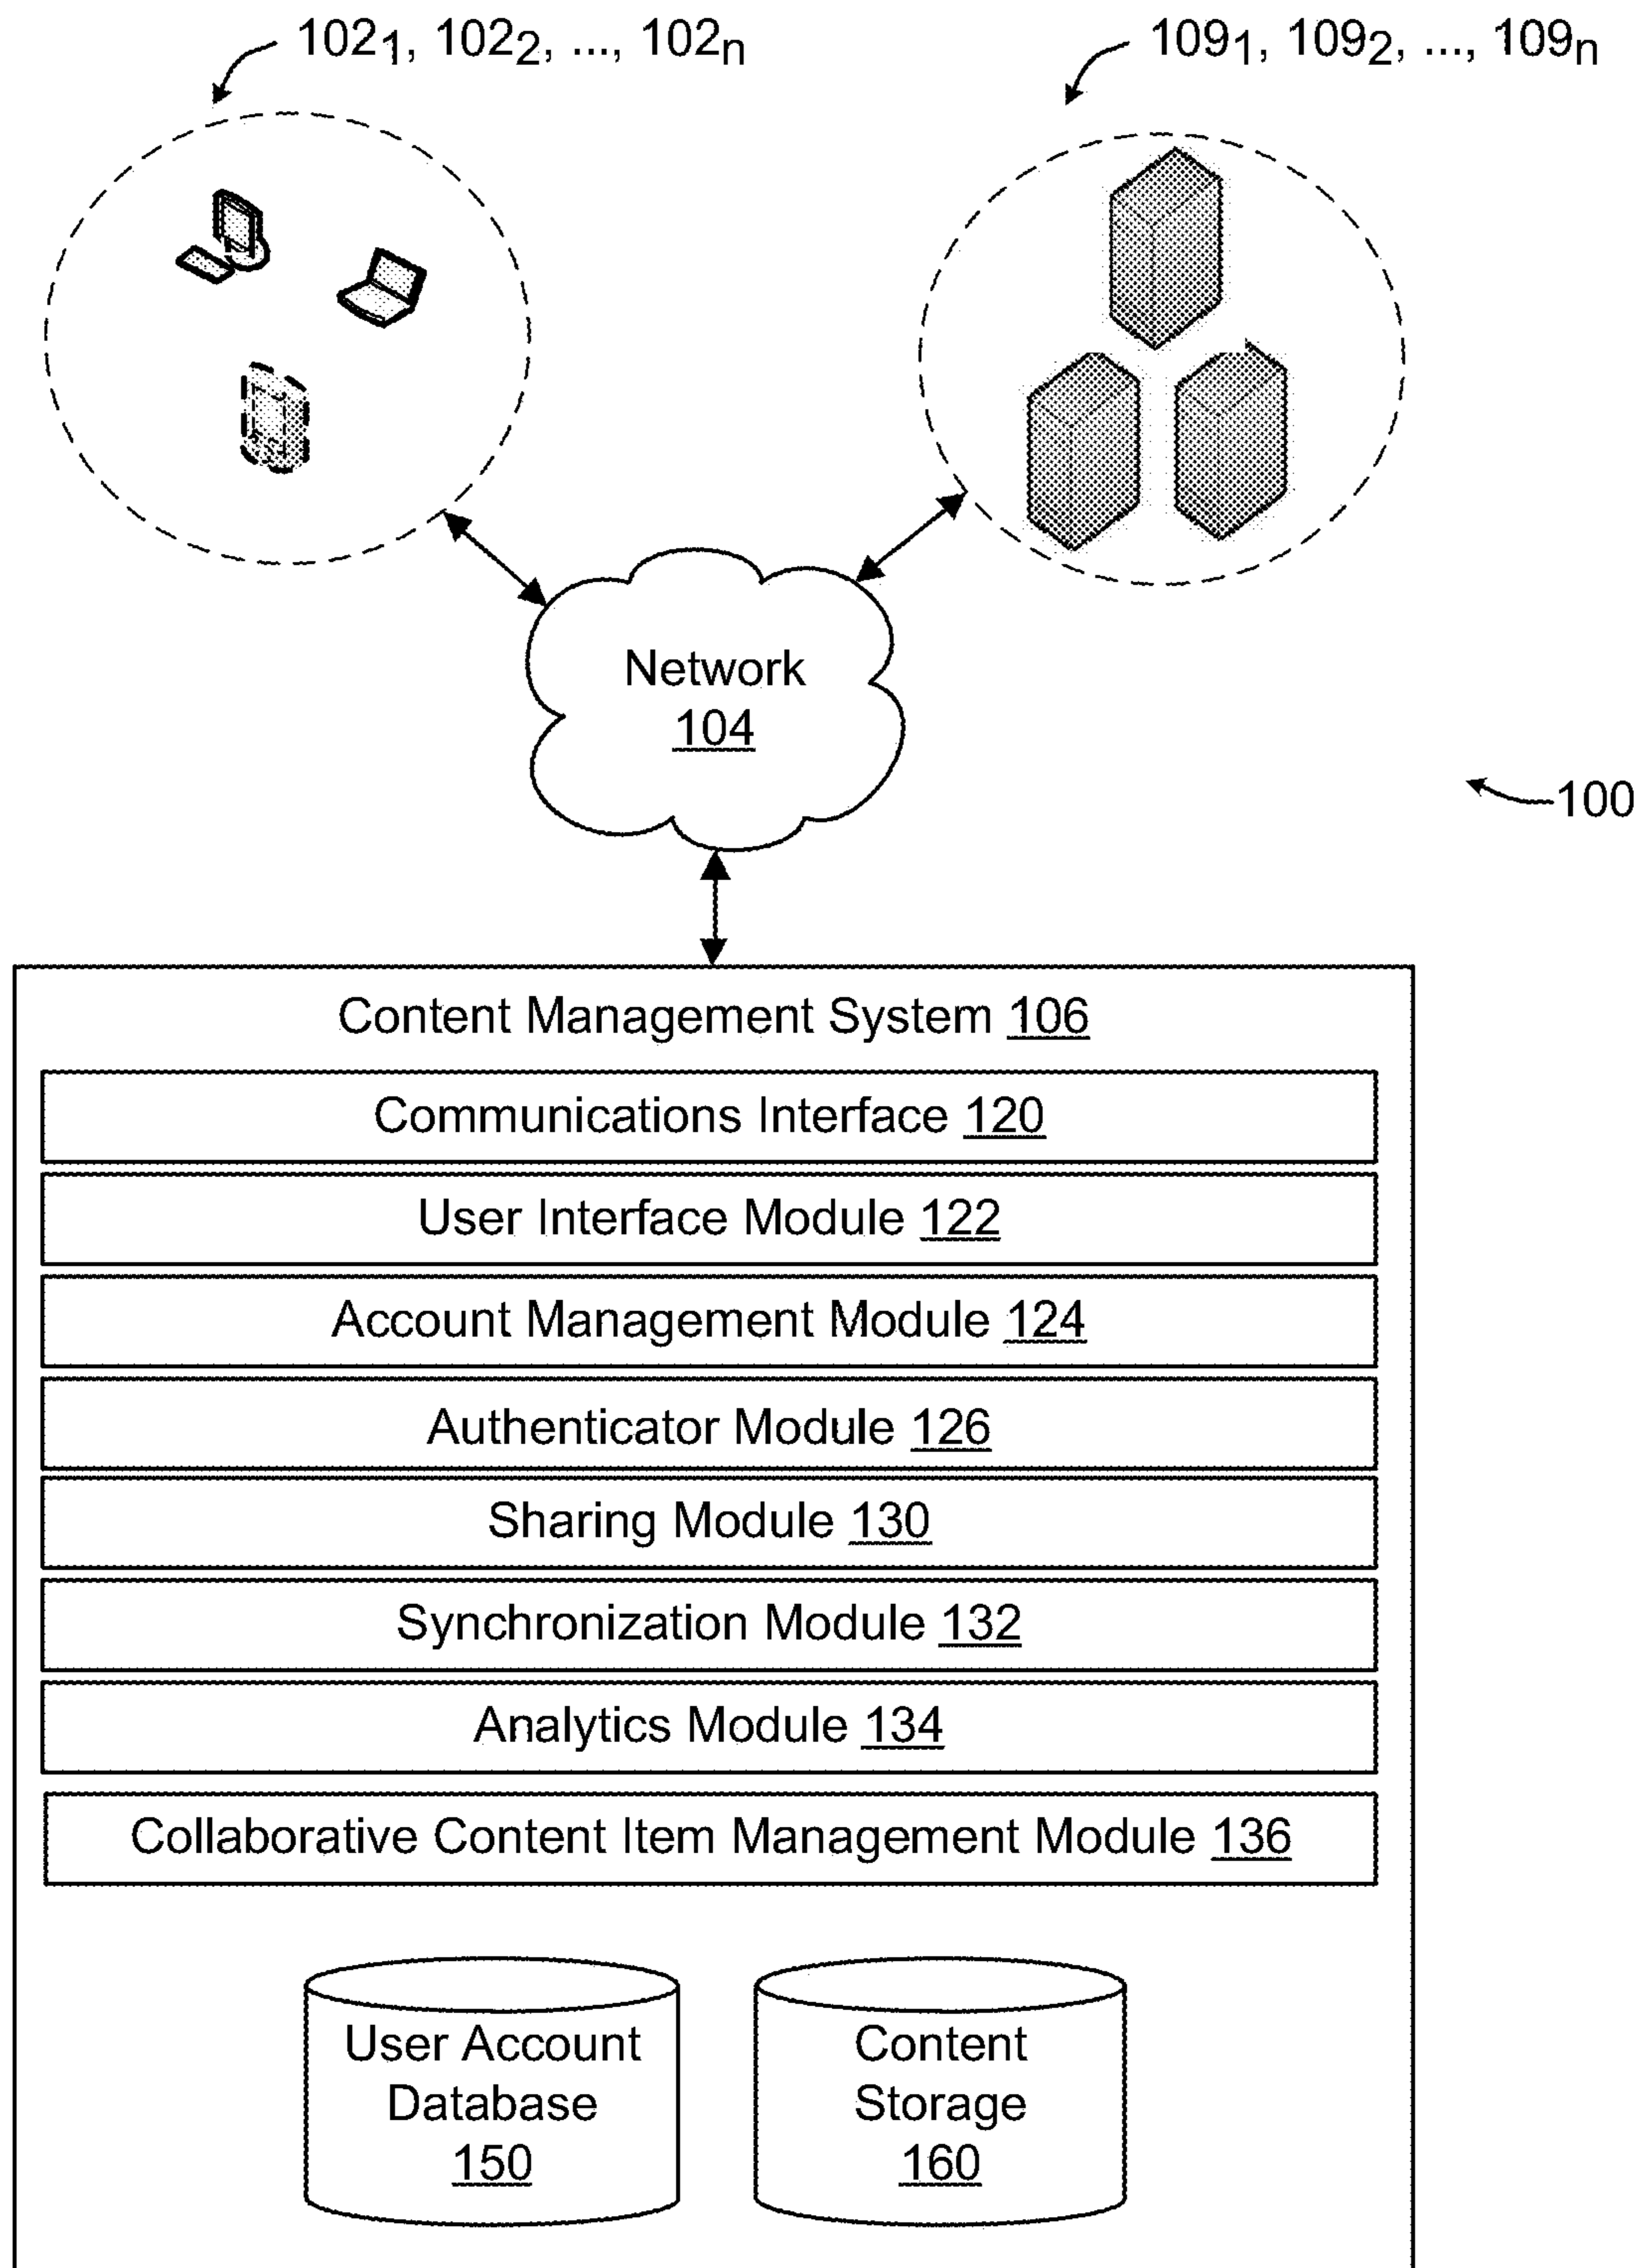 102₁, 102₂, ..., 102ₙ
109₁, 109₂, ..., 109ₙ
Network
104
100
Content Management System 106
Communications Interface 120
User Interface Module 122
Account Management Module 124
Authenticator Module 126
Sharing Module 130
Synchronization Module 132
Analytics Module 134
Collaborative Content Item Management Module 136
User Account
Database
150
Content
Storage
160